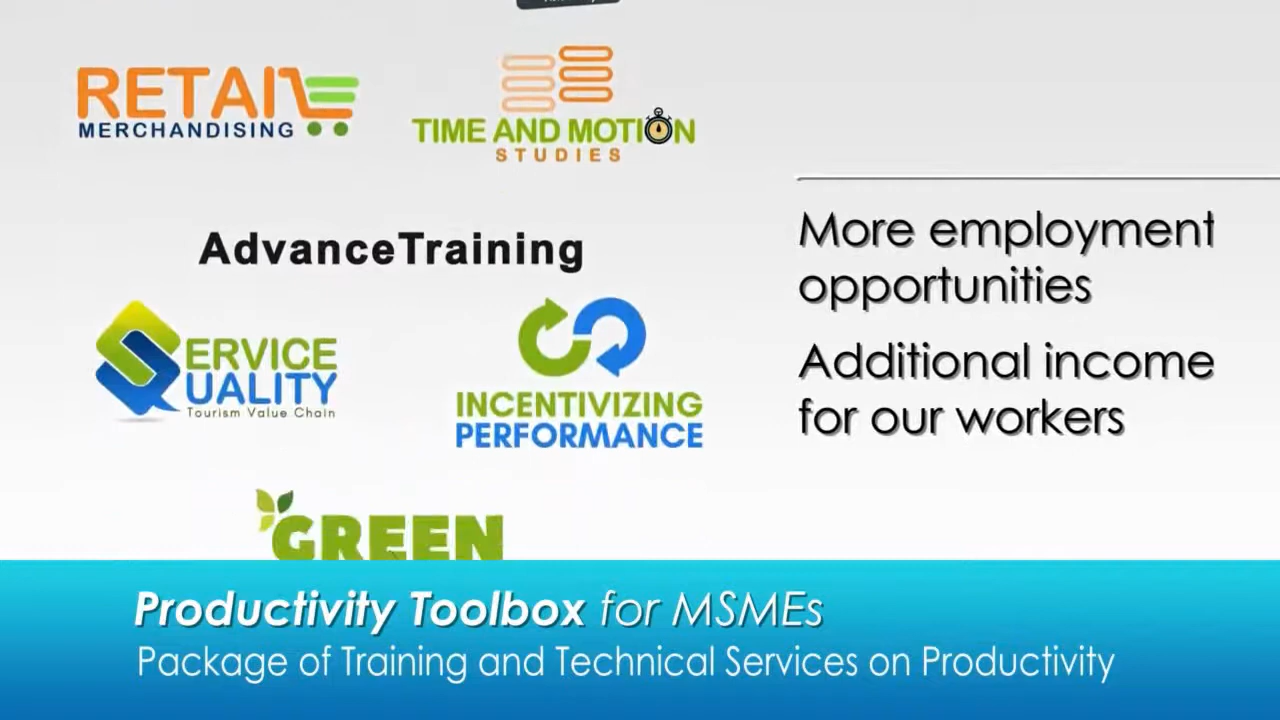 RETAIL
MERCHANDISING
TIME AND MOTION
STUDIES
AdvanceTraining
SERVICE
QUALITY
Tourism Value Chain
INCENTIVIZING
PERFORMANCE
GREEN
More employment
opportunities
Additional income
for our workers
Productivity Toolbox for MSMEs
Package of Training and Technical Services on Productivity